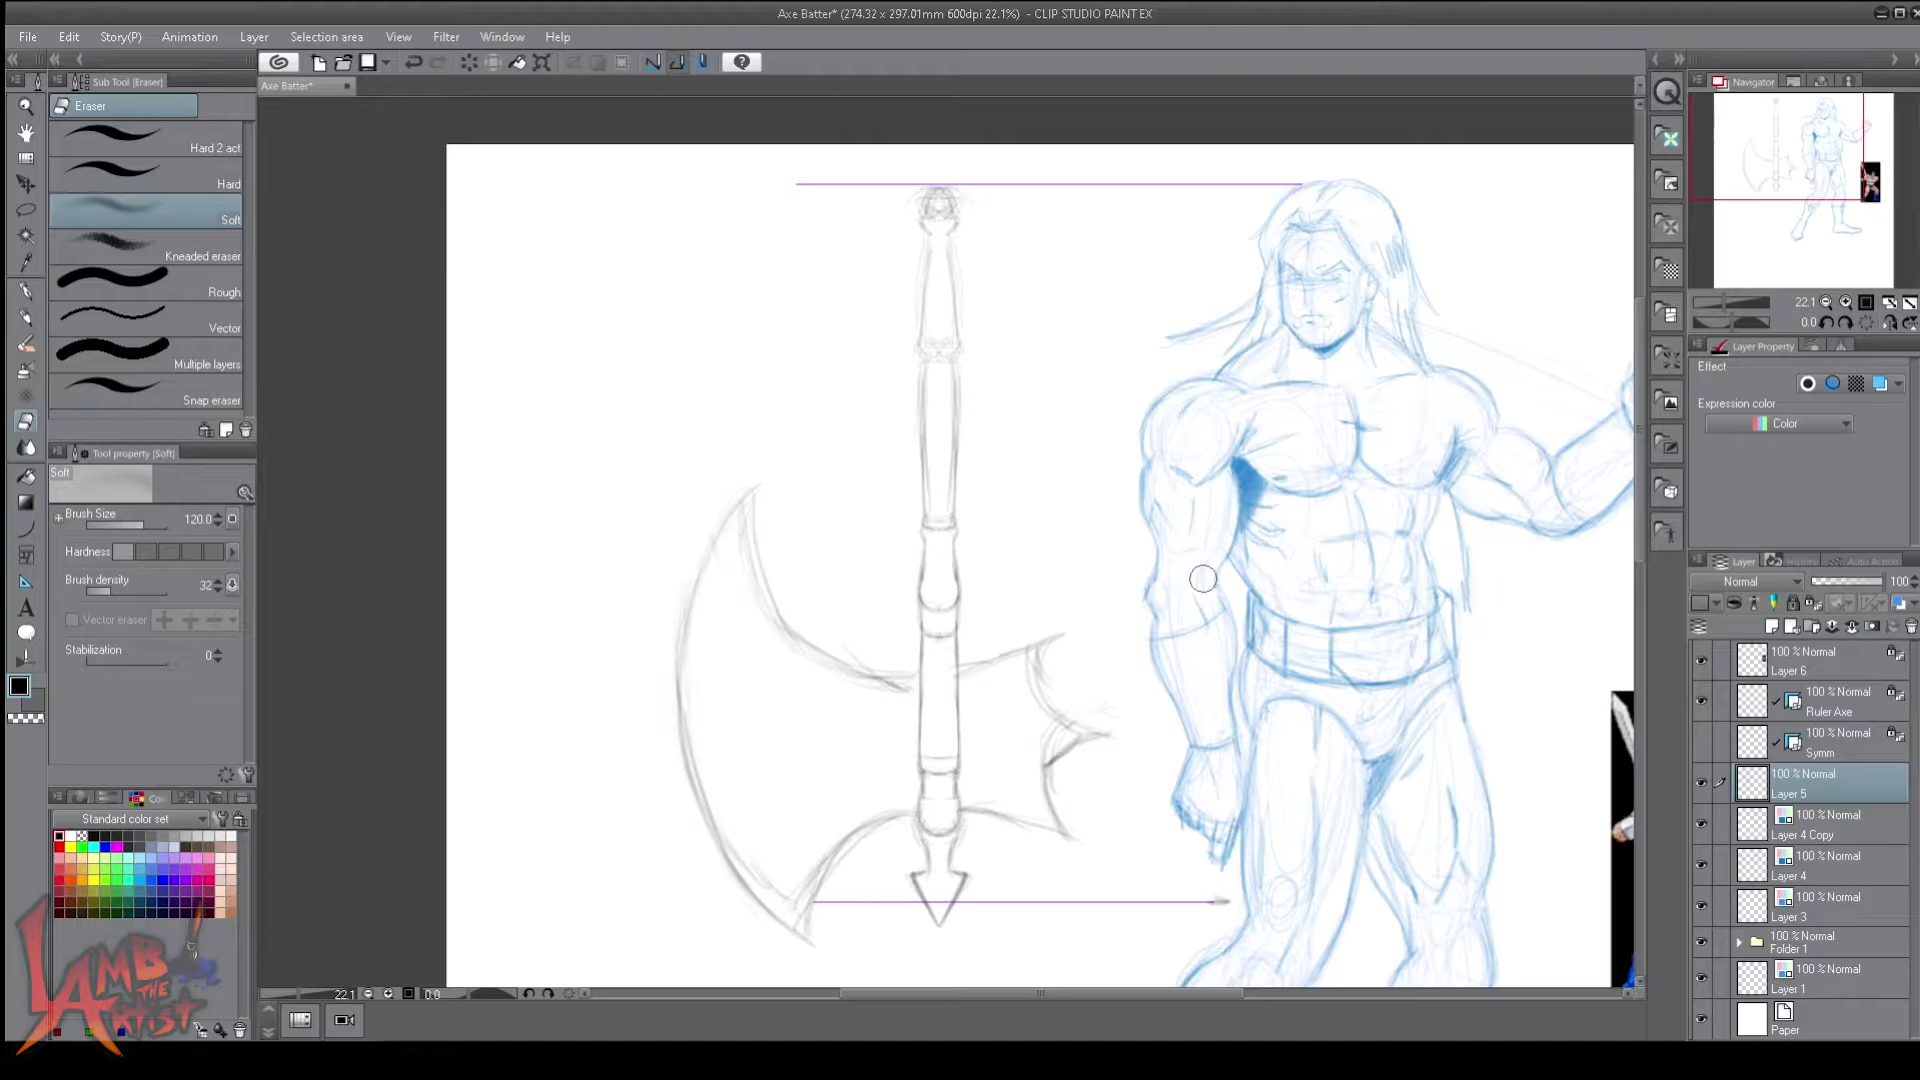 Axe Batter* (274.32 x 297.01mm 600dpi 22.1%) - CLIP STUDIO PAINT EX
File Edit Story(P) Animation Layer Selection area View Filter Window Help
Sub Tool [Eraser]
Axe Batter*
Navigator
Eraser
Hard 2 act
Hard
Soft
Kneaded eraser
Rough
Vector
Multiple layers
Snap eraser
22.1
0.0
Layer Property
Effect
Expression color
Color
Tool property [Soft]
Soft
Brush Size 120.0
Hardness
Brush density 32
Vector eraser
Stabilization 0
Layer History Auto Action
Normal 100
100 % Normal
Layer 6
100 % Normal
Ruler Axe
100 % Normal
Symm
100 % Normal
Layer 5
100 % Normal
Layer 4 Copy
100 % Normal
Layer 4
100 % Normal
Layer 3
100 % Normal
Folder 1
100 % Normal
Layer 1
Paper
Standard color set
22.1 0.0
LAMB
THE
ARTIST